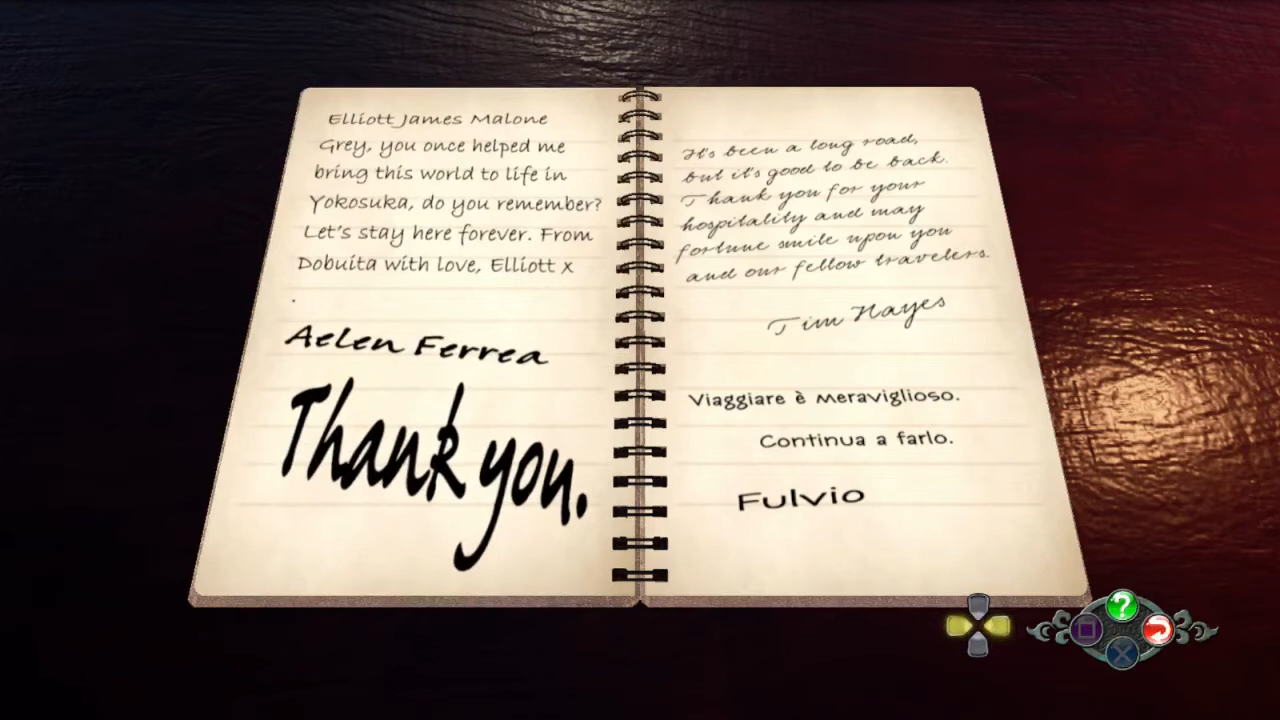 Elliott James Malone
Grey, you once helped me
bring this world to life in
Yokosuka, do you remember?
Let's stay here forever. From
Dobuita with love, Elliott x
.
Aelen Ferrea
Thank you.
It's been a long road,
but it's good to be back.
Thank you for your
hospitality and may
fortune smile upon you
and our fellow travelers.
Tim Hayes
Viaggiare è meraviglioso.
Continua a farlo.
Fulvio
?